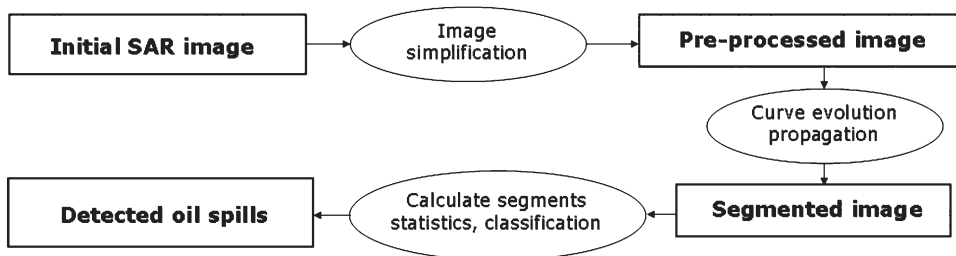 Initial SAR image
Image
simplification
Pre-processed image
Curve evolution
propagation
Segmented image
Calculate segments
statistics, classification
Detected oil spills